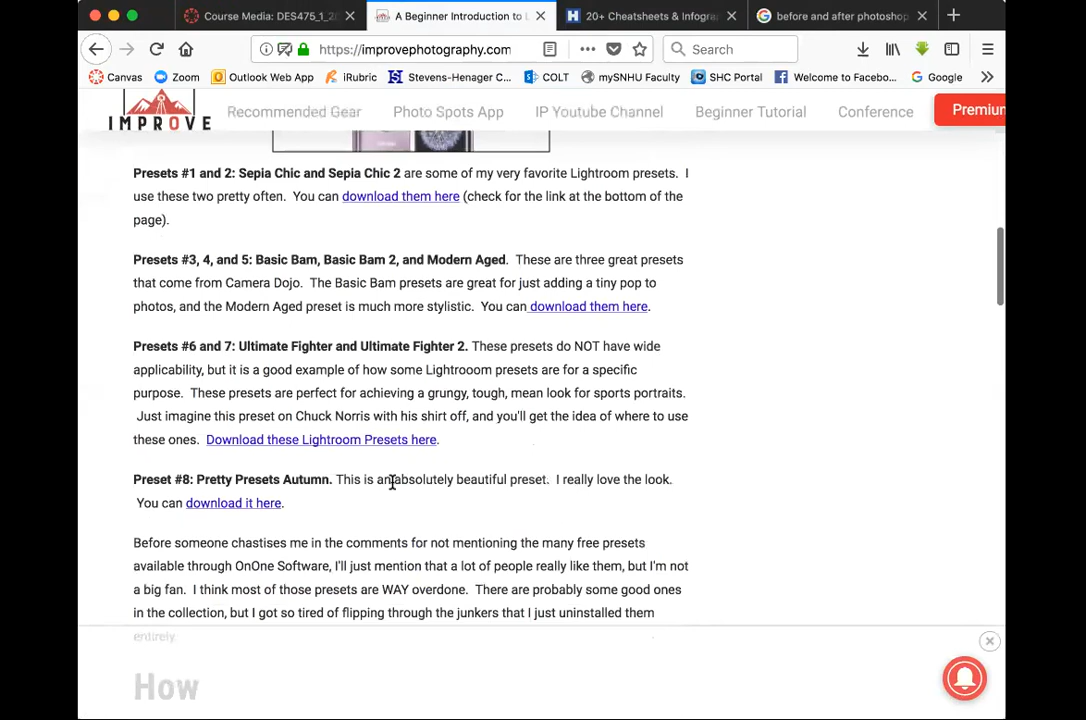 Course Media: DES475_1_2
A Beginner Introduction to L
20+ Cheatsheets & Infogra
before and after photoshop
https://improvephotography.com
Search
Canvas Zoom Outlook Web App iRubric Stevens-Henager C... COLT mySNHU Faculty SHC Portal Welcome to Facebo... Google
IMPROVE Recommended Gear Photo Spots App IP Youtube Channel Beginner Tutorial Conference Premium
Presets #1 and 2: Sepia Chic and Sepia Chic 2 are some of my very favorite Lightroom presets. I
use these two pretty often. You can download them here (check for the link at the bottom of the
page).
Presets #3, 4, and 5: Basic Bam, Basic Bam 2, and Modern Aged. These are three great presets
that come from Camera Dojo. The Basic Bam presets are great for just adding a tiny pop to
photos, and the Modern Aged preset is much more stylistic. You can download them here.
Presets #6 and 7: Ultimate Fighter and Ultimate Fighter 2. These presets do NOT have wide
applicability, but it is a good example of how some Lightrooom presets are for a specific
purpose. These presets are perfect for achieving a grungy, tough, mean look for sports portraits.
Just imagine this preset on Chuck Norris with his shirt off, and you'll get the idea of where to use
these ones. Download these Lightroom Presets here.
Preset #8: Pretty Presets Autumn. This is an absolutely beautiful preset. I really love the look.
You can download it here.
Before someone chastises me in the comments for not mentioning the many free presets
available through OnOne Software, I'll just mention that a lot of people really like them, but I'm not
a big fan. I think most of those presets are WAY overdone. There are probably some good ones
in the collection, but I got so tired of flipping through the junkers that I just uninstalled them
entirely
How